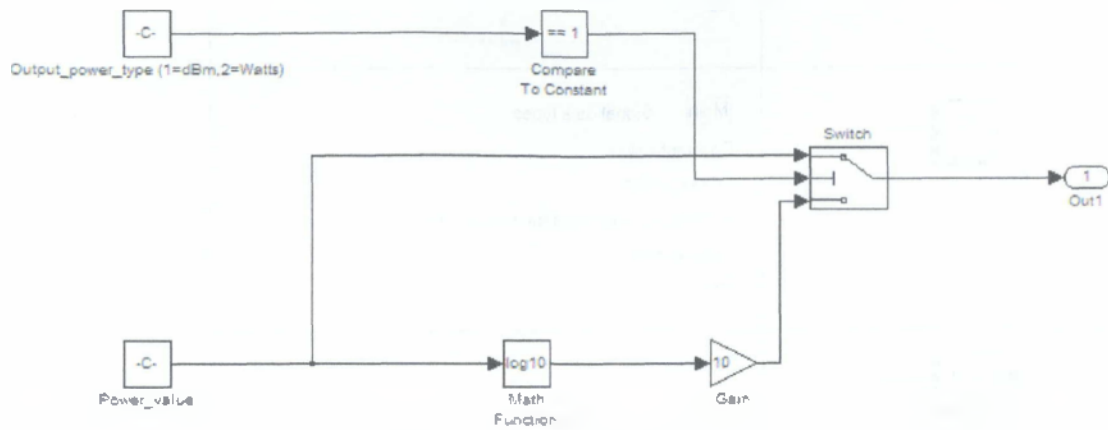 -C-
Output_power_type (1=dBm,2=Watts)
== 1
Compare
To Constant
Switch
1
Out1
-C-
Power_value
log10
Math
Function
10
Gain